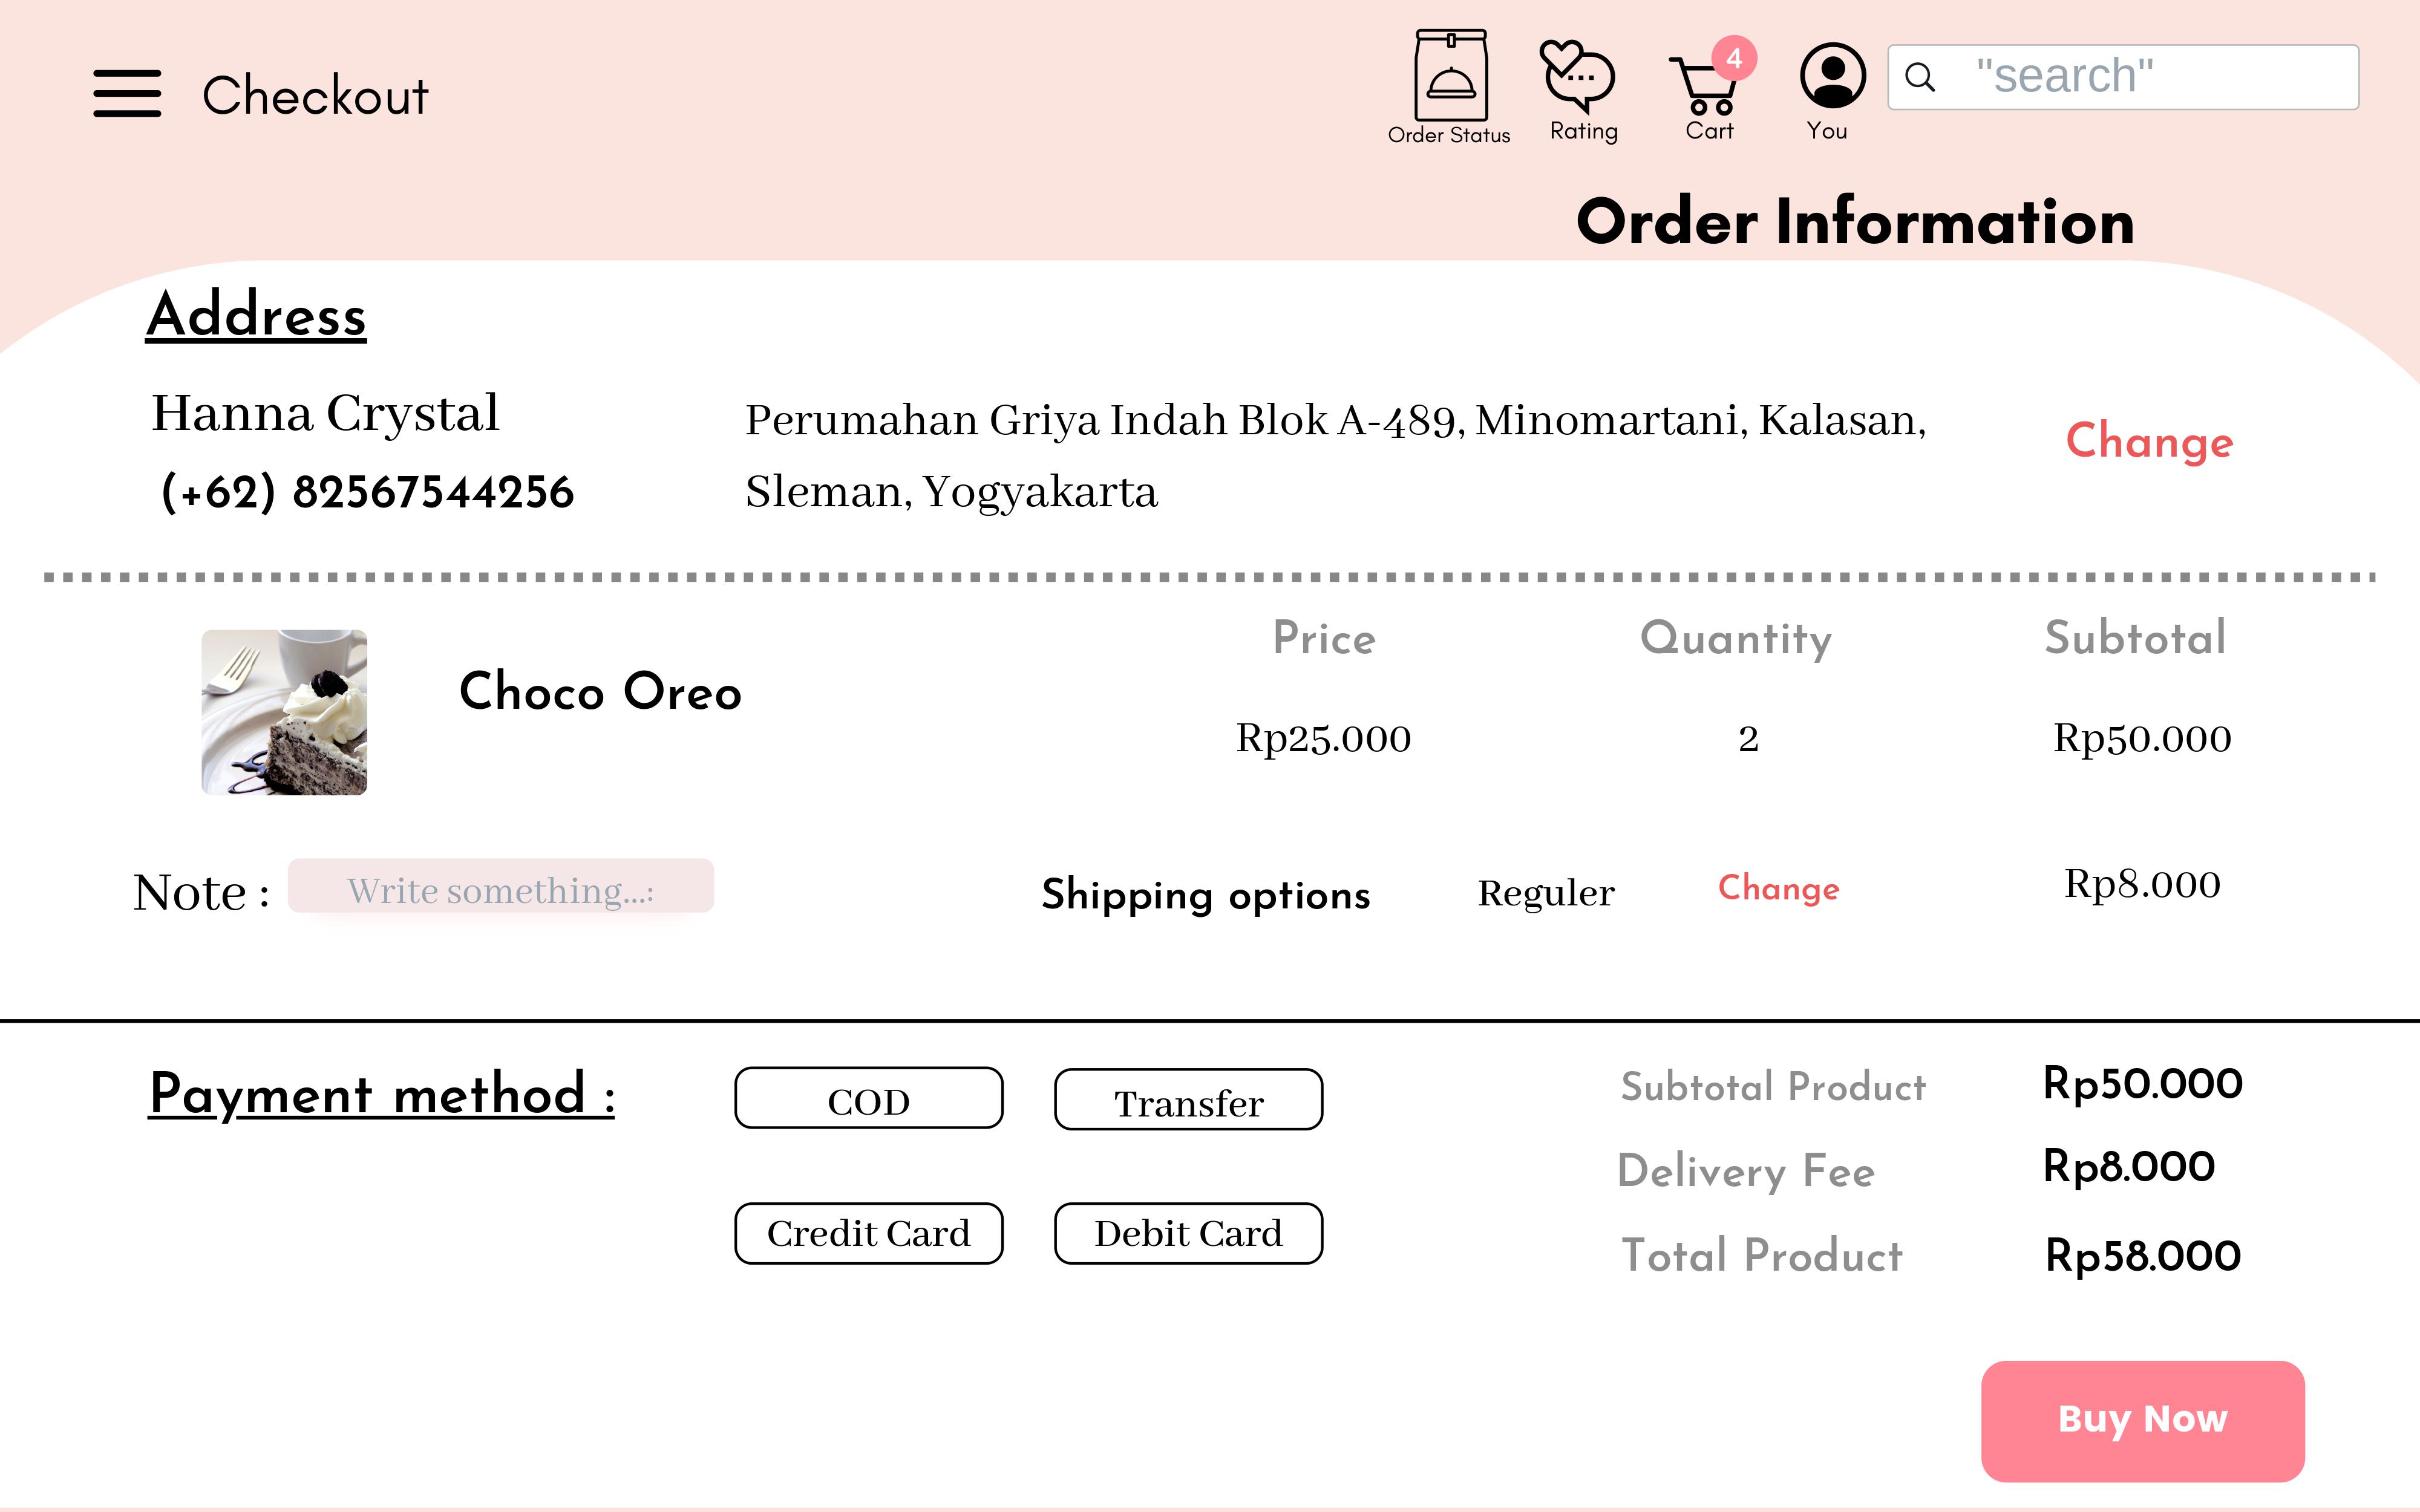 Checkout
Order Status
Rating
4
Cart
You
"search"
Order Information
Address
Hanna Crystal
(+62) 82567544256
Perumahan Griya Indah Blok A-489, Minomartani, Kalasan,
Sleman, Yogyakarta
Change
Price
Quantity
Subtotal
Choco Oreo
Rp25.000
2
Rp50.000
Note :
Write something...:
Shipping options
Reguler
Change
Rp8.000
Payment method :
COD
Transfer
Credit Card
Debit Card
Subtotal Product
Rp50.000
Delivery Fee
Rp8.000
Total Product
Rp58.000
Buy Now